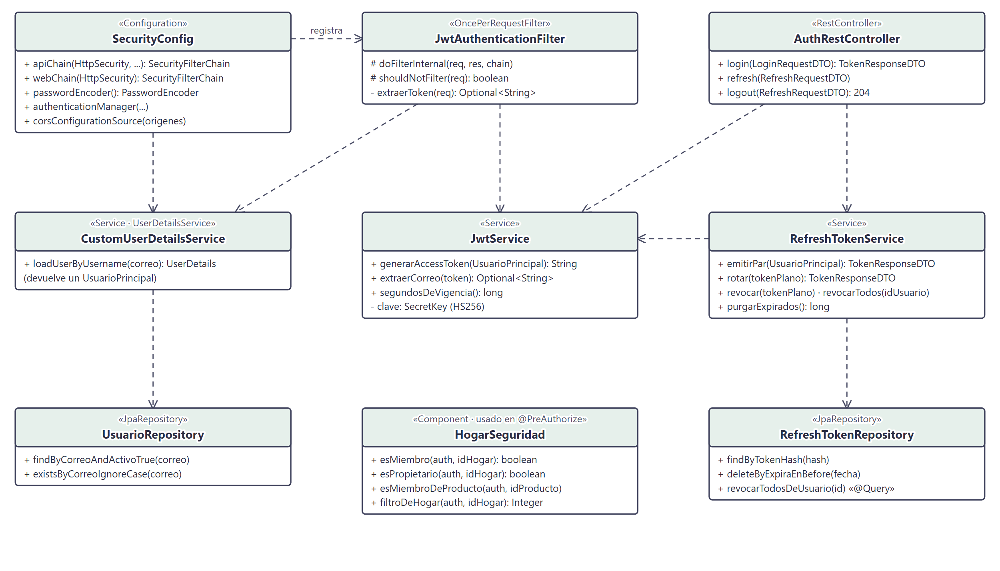 «Configuration»
SecurityConfig
+ apiChain(HttpSecurity, ...): SecurityFilterChain
+ webChain(HttpSecurity): SecurityFilterChain
+ passwordEncoder(): PasswordEncoder
+ authenticationManager(...)
+ corsConfigurationSource(origenes)
registra
«OncePerRequestFilter»
JwtAuthenticationFilter
# doFilterInternal(req, res, chain)
# shouldNotFilter(req): boolean
- extraerToken(req): Optional<String>
«RestController»
AuthRestController
+ login(LoginRequestDTO): TokenResponseDTO
+ refresh(RefreshRequestDTO)
+ logout(RefreshRequestDTO): 204
«Service · UserDetailsService»
CustomUserDetailsService
+ loadUserByUsername(correo): UserDetails
(devuelve un UsuarioPrincipal)
«Service»
JwtService
+ generarAccessToken(UsuarioPrincipal): String
+ extraerCorreo(token): Optional<String>
+ segundosDeVigencia(): long
- clave: SecretKey (HS256)
«Service»
RefreshTokenService
+ emitirPar(UsuarioPrincipal): TokenResponseDTO
+ rotar(tokenPlano): TokenResponseDTO
+ revocar(tokenPlano) · revocarTodos(idUsuario)
+ purgarExpirados(): long
«JpaRepository»
UsuarioRepository
+ findByCorreoAndActivoTrue(correo)
+ existsByCorreoIgnoreCase(correo)
«Component · usado en @PreAuthorize»
HogarSeguridad
+ esMiembro(auth, idHogar): boolean
+ esPropietario(auth, idHogar): boolean
+ esMiembroDeProducto(auth, idProducto)
+ filtroDeHogar(auth, idHogar): Integer
«JpaRepository»
RefreshTokenRepository
+ findByTokenHash(hash)
+ deleteByExpiraEnBefore(fecha)
+ revocarTodosDeUsuario(id) «@Query»